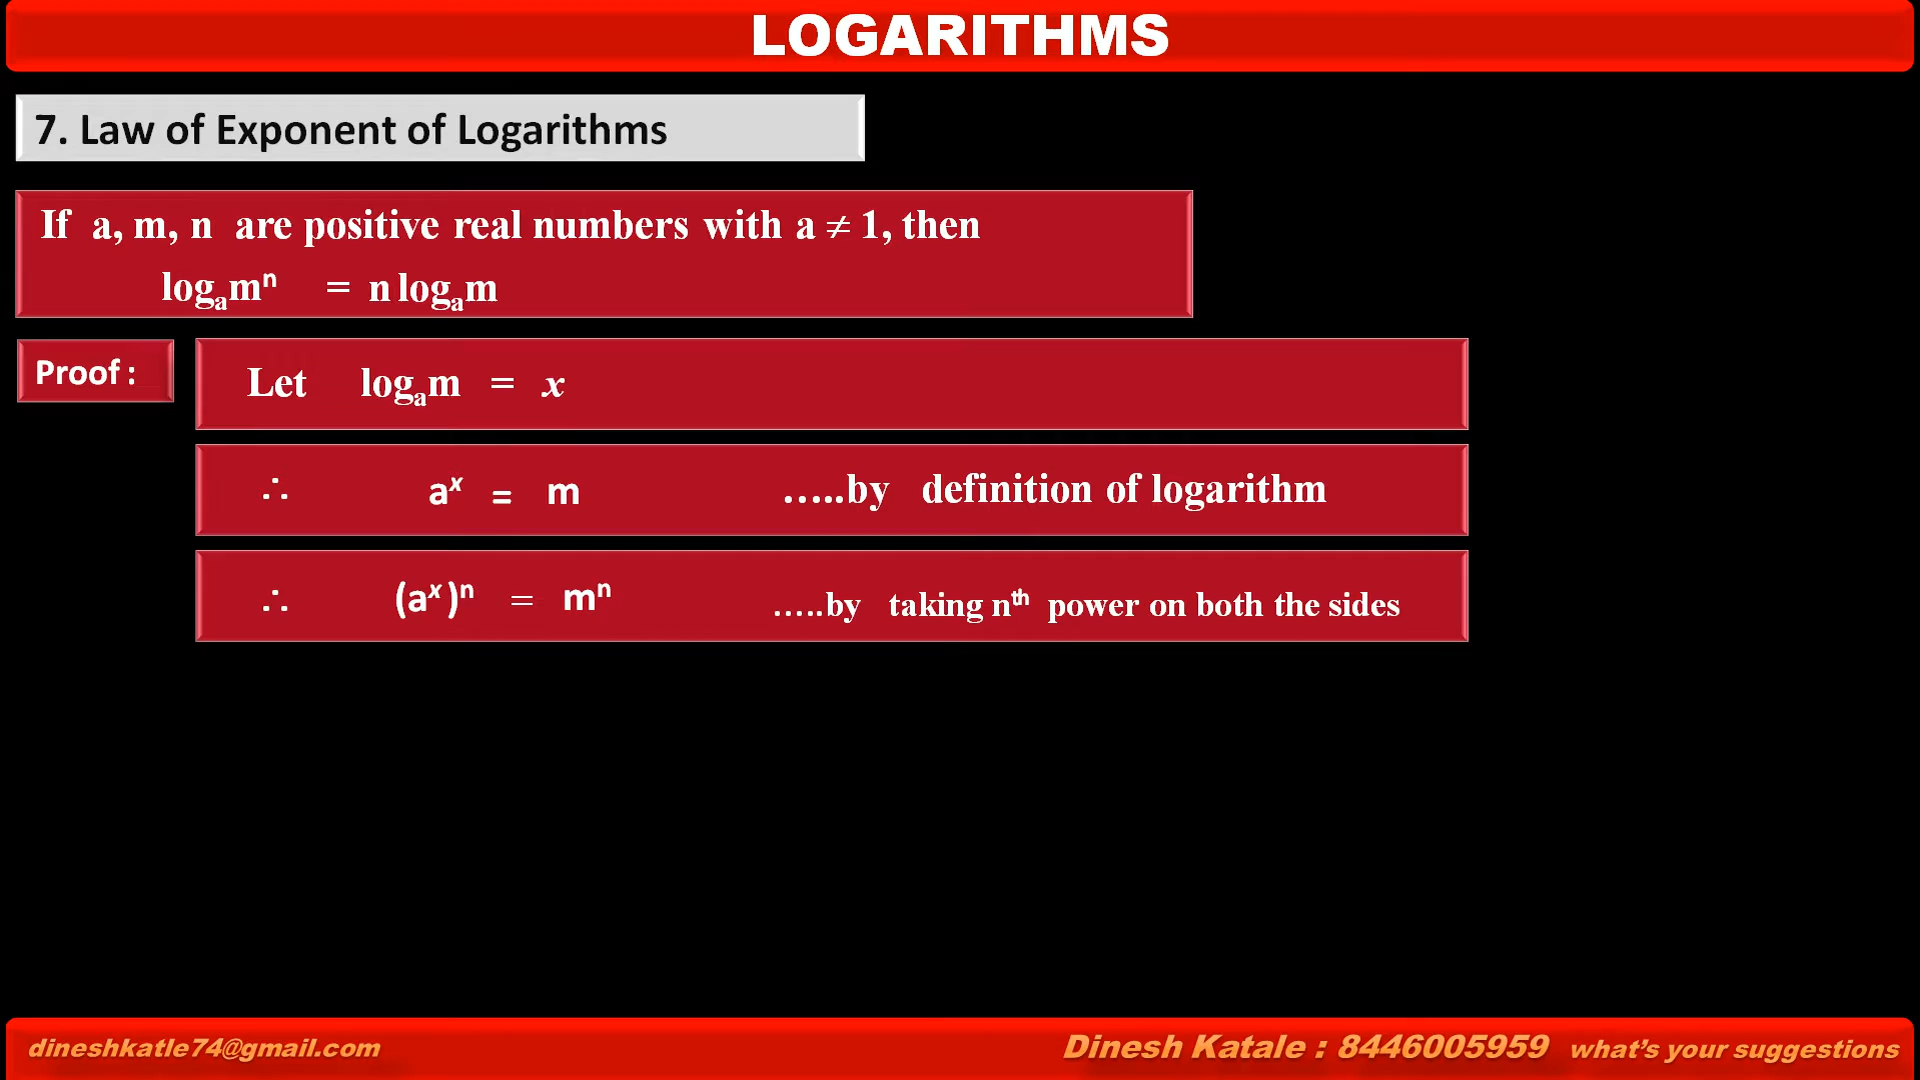 LOGARITHMS
7. Law of Exponent of Logarithms
If a, m, n are positive real numbers with a ≠ 1, then
logₐmⁿ = n logₐm
Proof :
Let logₐm = x
∴ aˣ = m …..by definition of logarithm
∴ (aˣ)ⁿ = mⁿ …..by taking nᵗʰ power on both the sides
dineshkatle74@gmail.com Dinesh Katale : 8446005959 what’s your suggestions